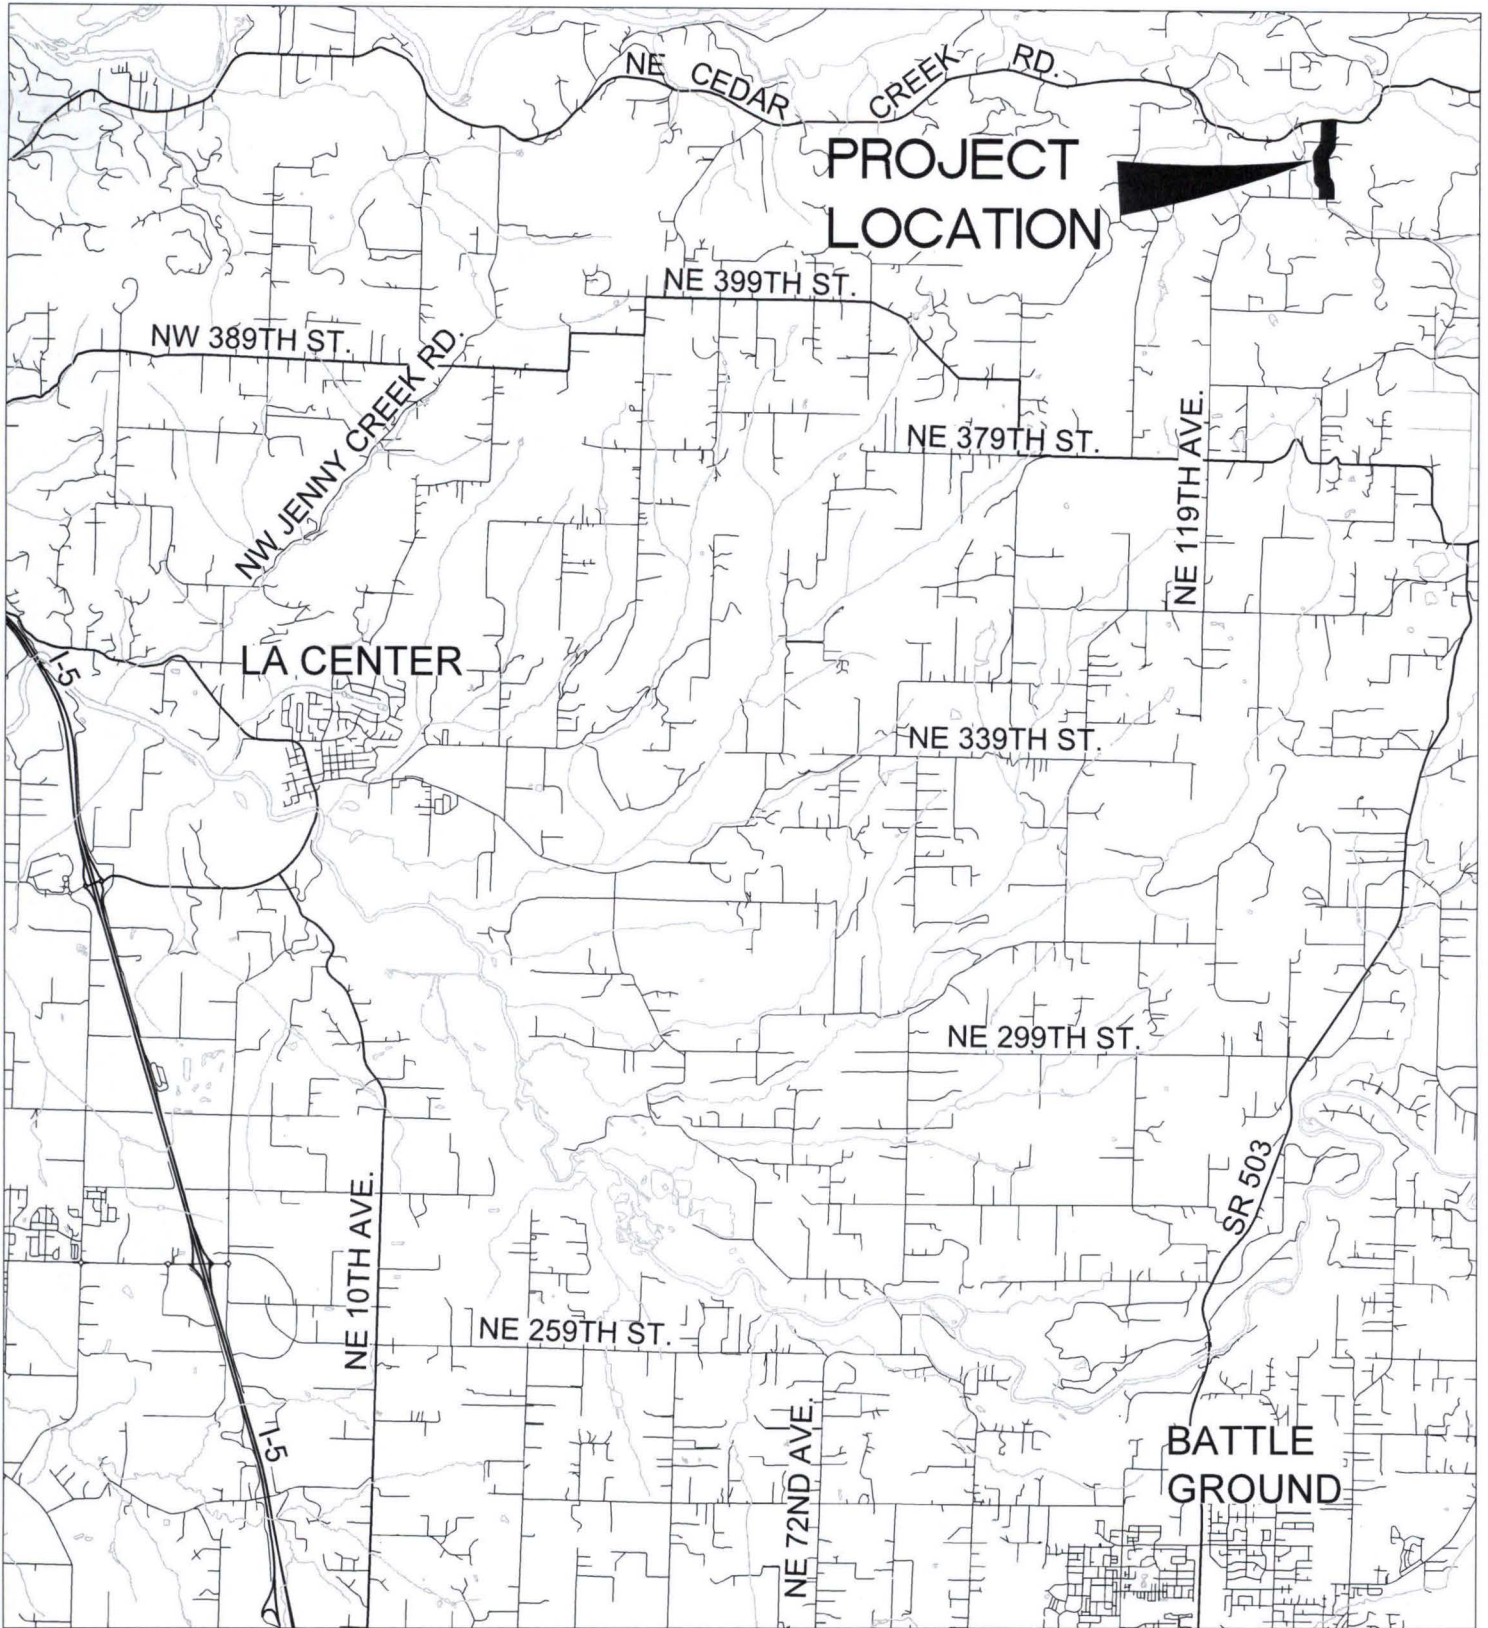 NE CEDAR CREEK RD.
PROJECT
LOCATION
NE 399TH ST.
NW 389TH ST.
NW JENNY CREEK RD.
NE 379TH ST.
NE 119TH AVE.
I-5
LA CENTER
NE 339TH ST.
NE 299TH ST.
SR 503
NE 10TH AVE.
NE 259TH ST.
I-5
NE 72ND AVE.
BATTLE
GROUND